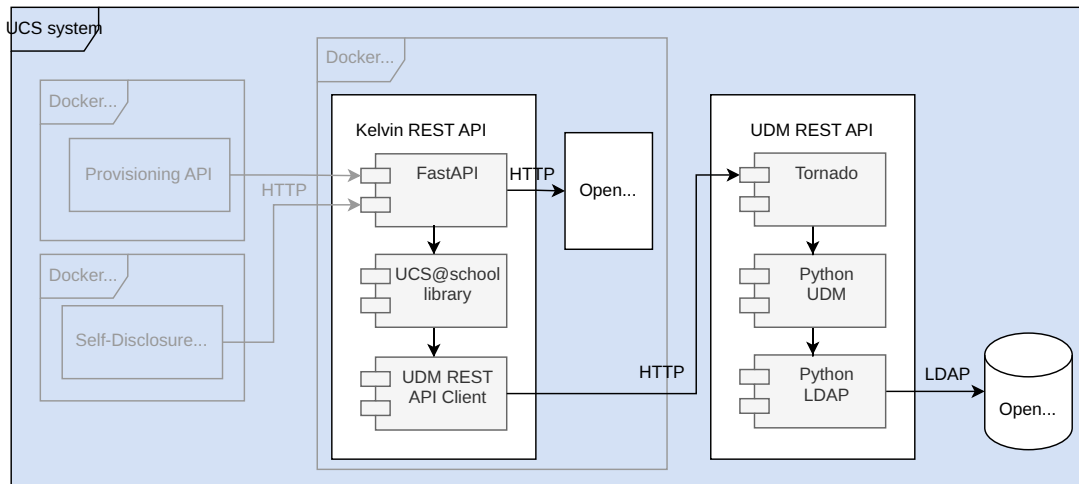 UCS system
Docker...
Docker...
Provisioning API
HTTP
Docker...
Self-Disclosure...
Kelvin REST API
FastAPI
HTTP
Open...
UCS@school
library
UDM REST
API Client
HTTP
UDM REST API
Tornado
Python
UDM
Python
LDAP
LDAP
Open...